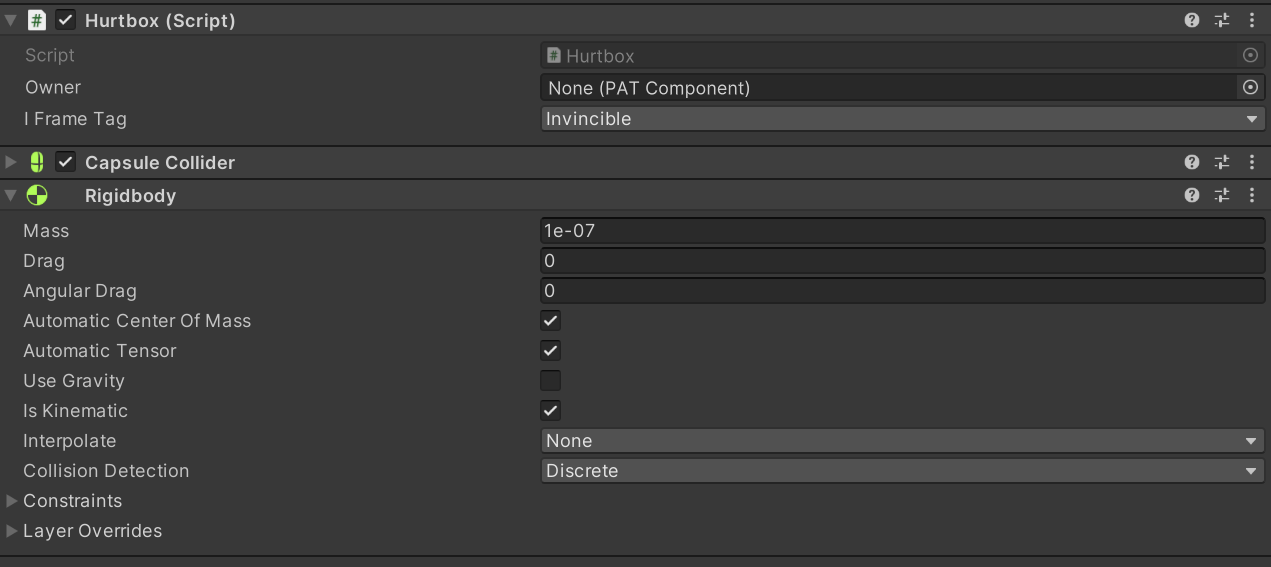 Hurtbox (Script)
Script Hurtbox
Owner None (PAT Component)
I Frame Tag Invincible
Capsule Collider
Rigidbody
Mass 1e-07
Drag 0
Angular Drag 0
Automatic Center Of Mass
Automatic Tensor
Use Gravity
Is Kinematic
Interpolate None
Collision Detection Discrete
Constraints
Layer Overrides